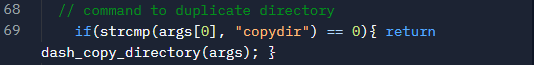 68 // command to duplicate directory
69 if(strcmp(args[0], "copydir") == 0){ return
dash_copy_directory(args); }